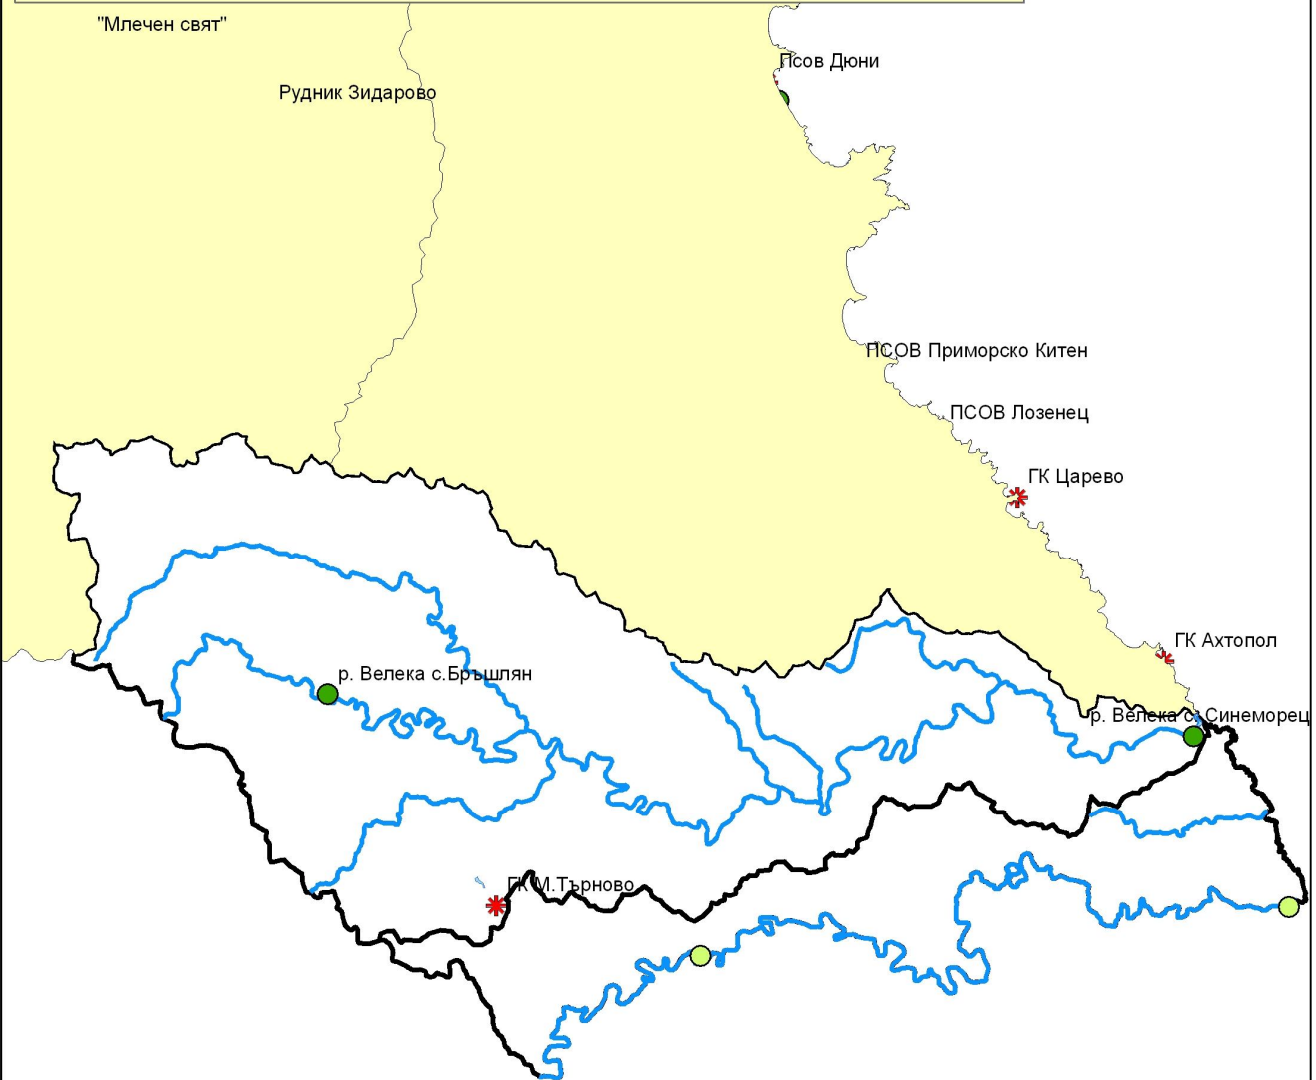 "Млечен свят"
Псов Дюни
Рудник Зидарово
ПСОВ Приморско Китен
ПСОВ Лозенец
ГК Царево
ГК Ахтопол
р. Велека с.Бръшлян
р. Велека с. Синеморец
ГК М.Търново